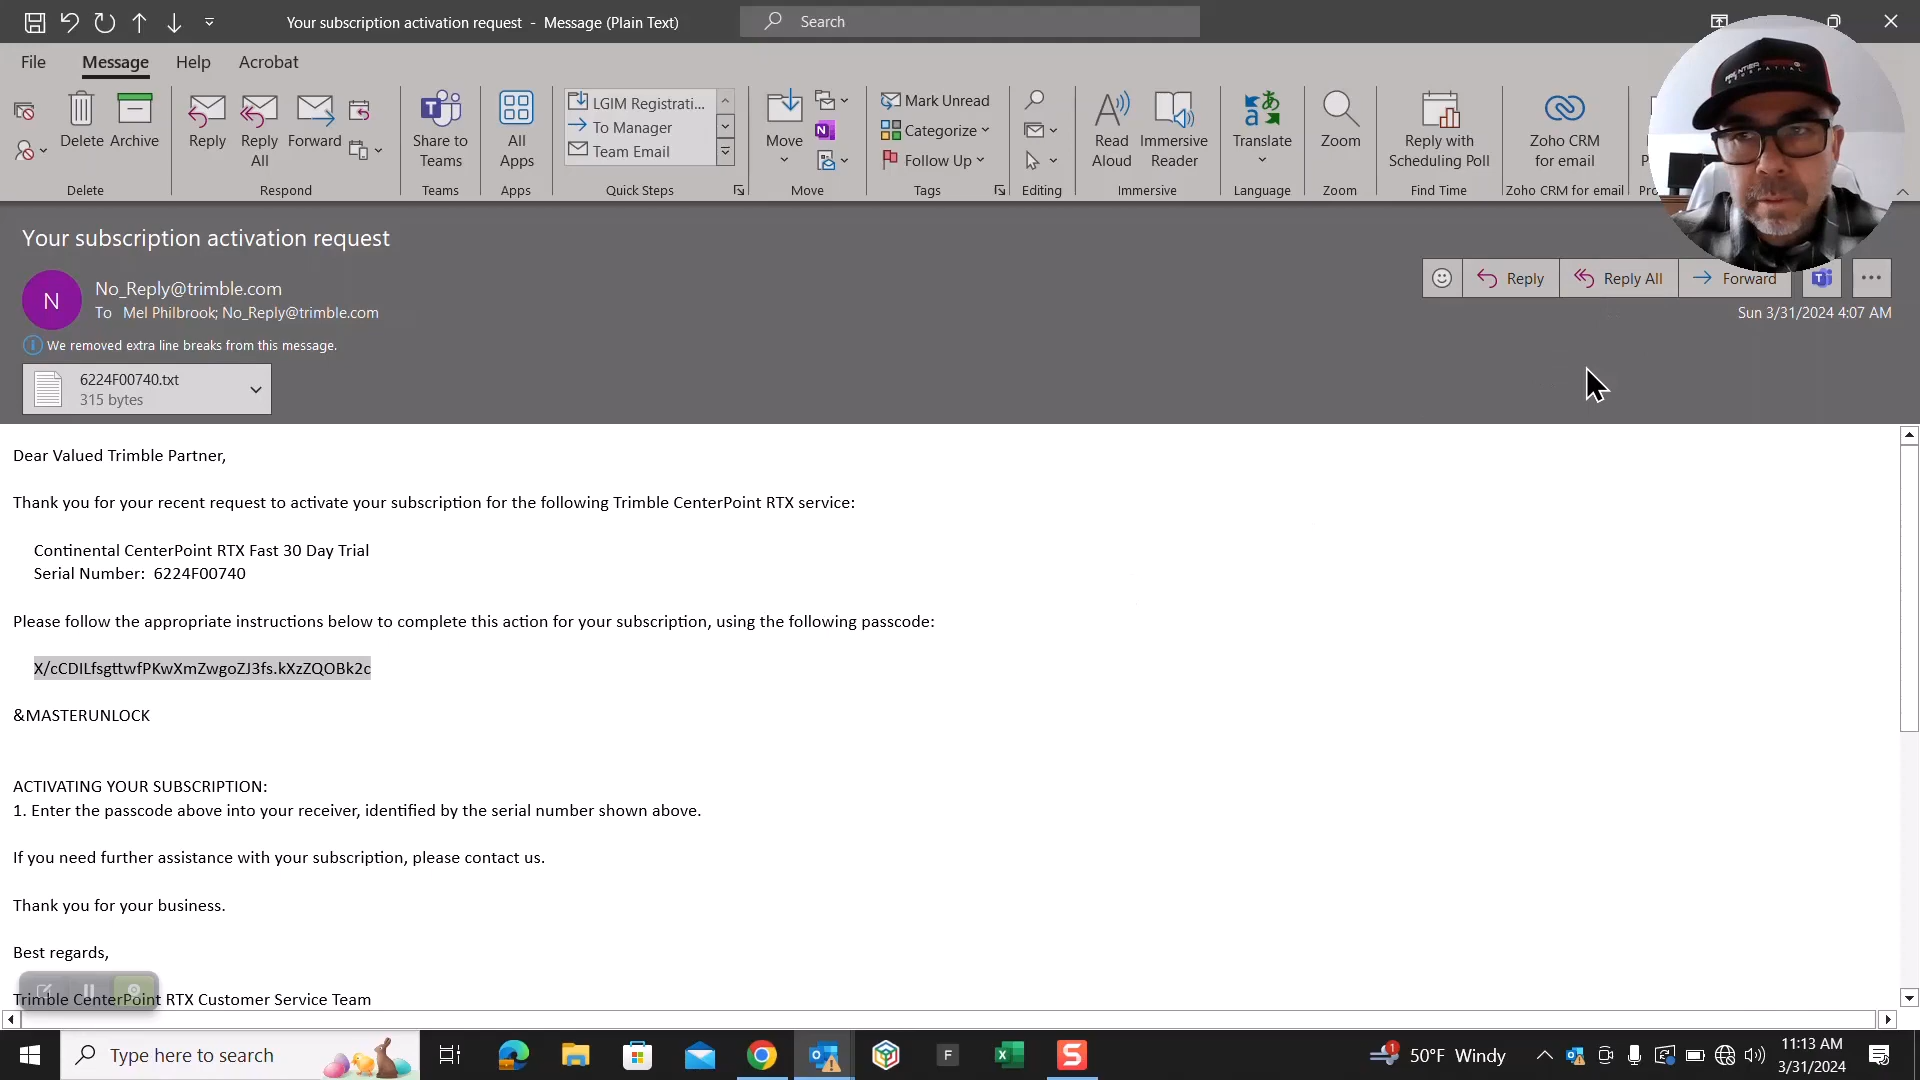 Your subscription activation request - Message (Plain Text)
Search
File Message Help Acrobat
Delete
Archive
Reply
Reply All
Forward
Share to Teams
All Apps
LGIM Registrati...
To Manager
Team Email
Move
Mark Unread
Categorize
Follow Up
Read Aloud
Immersive Reader
Translate
Zoom
Reply with Scheduling Poll
Zoho CRM for email
Delete
Respond
Teams
Apps
Quick Steps
Move
Tags
Editing
Immersive
Language
Zoom
Find Time
Zoho CRM for email
Your subscription activation request
N
No_Reply@trimble.com
To Mel Philbrook; No_Reply@trimble.com
Reply
Reply All
Forward
Sun 3/31/2024 4:07 AM
We removed extra line breaks from this message.
6224F00740.txt
315 bytes
Dear Valued Trimble Partner,
Thank you for your recent request to activate your subscription for the following Trimble CenterPoint RTX service:
Continental CenterPoint RTX Fast 30 Day Trial
Serial Number: 6224F00740
Please follow the appropriate instructions below to complete this action for your subscription, using the following passcode:
X/cCDILfsgttwfPKwXmZwgoZJ3fs.kXzZQOBk2c
&MASTERUNLOCK
ACTIVATING YOUR SUBSCRIPTION:
1. Enter the passcode above into your receiver, identified by the serial number shown above.
If you need further assistance with your subscription, please contact us.
Thank you for your business.
Best regards,
Trimble CenterPoint RTX Customer Service Team
Type here to search
F
1
50°F Windy
11:13 AM
3/31/2024